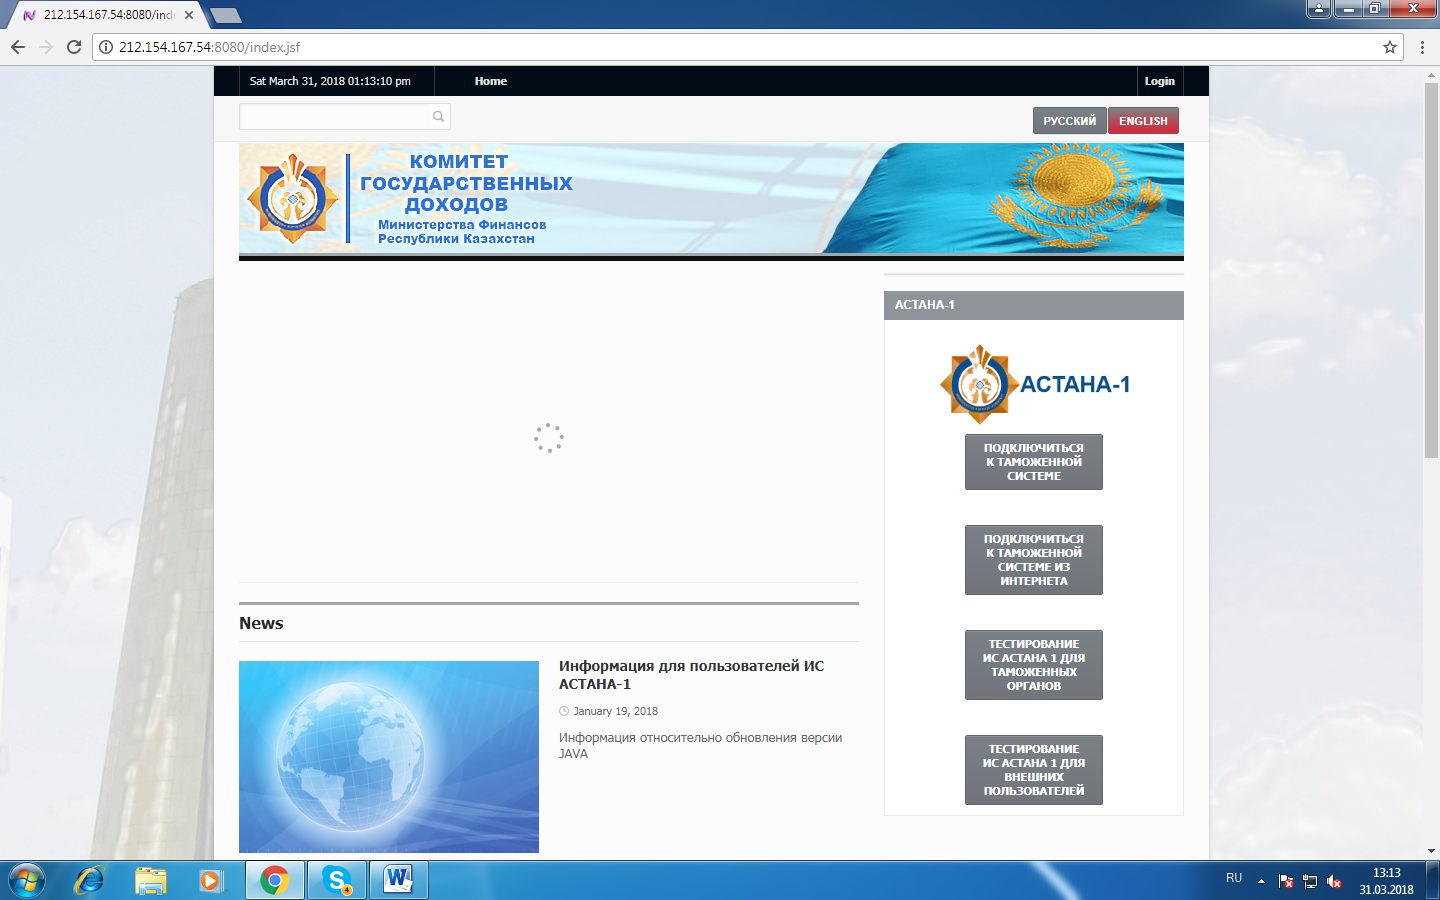 212.154.167.54:8080/inde
212.154.167.54:8080/index.jsf
Sat March 31, 2018 01:13:10 pm
Home
Login
РУССКИЙ
ENGLISH
КОМИТЕТ
ГОСУДАРСТВЕННЫХ
ДОХОДОВ
Министерства Финансов
Республики Казахстан
АСТАНА-1
АСТАНА-1
ПОДКЛЮЧИТЬСЯ
К ТАМОЖЕННОЙ
СИСТЕМЕ
ПОДКЛЮЧИТЬСЯ
К ТАМОЖЕННОЙ
СИСТЕМЕ ИЗ
ИНТЕРНЕТА
ТЕСТИРОВАНИЕ
ИС АСТАНА 1 ДЛЯ
ТАМОЖЕННЫХ
ОРГАНОВ
ТЕСТИРОВАНИЕ
ИС АСТАНА 1 ДЛЯ
ВНЕШНИХ
ПОЛЬЗОВАТЕЛЕЙ
News
Информация для пользователей ИС
АСТАНА-1
January 19, 2018
Информация относительно обновления версии
JAVA
4
RU
13:13
31.03.2018